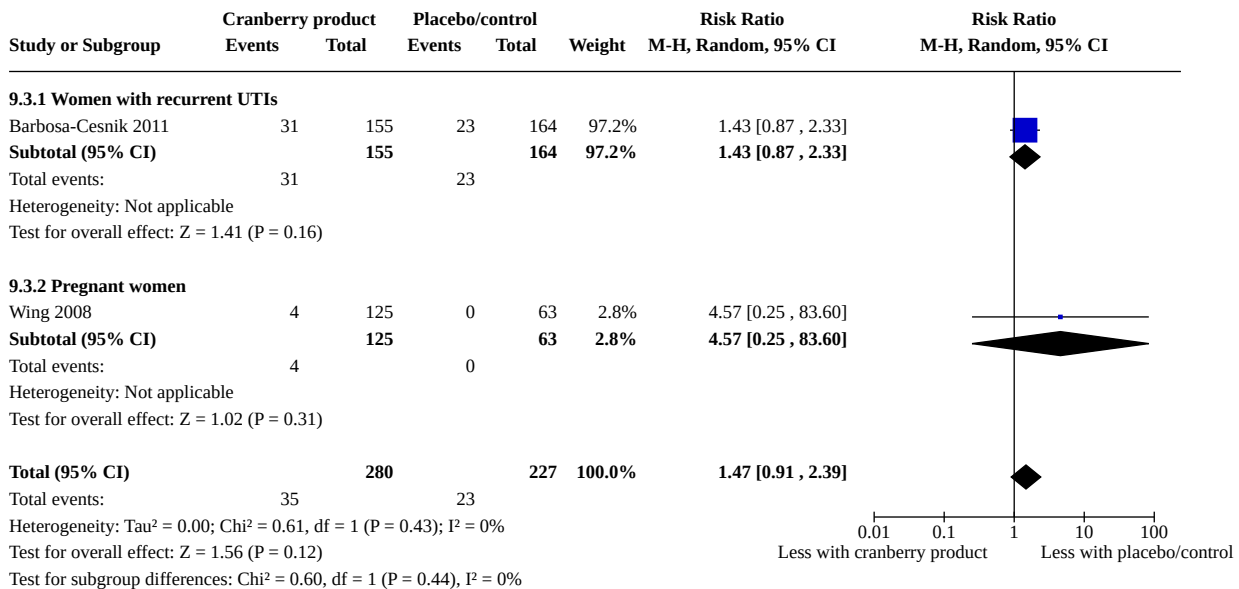 Cranberry product Placebo/control Risk Ratio Risk Ratio
Study or Subgroup Events Total Events Total Weight M-H, Random, 95% CI M-H, Random, 95% CI
9.3.1 Women with recurrent UTIs
Barbosa-Cesnik 2011 31 155 23 164 97.2% 1.43 [0.87 , 2.33]
Subtotal (95% CI) 155 164 97.2% 1.43 [0.87 , 2.33]
Total events: 31 23
Heterogeneity: Not applicable
Test for overall effect: Z = 1.41 (P = 0.16)
9.3.2 Pregnant women
Wing 2008 4 125 0 63 2.8% 4.57 [0.25 , 83.60]
Subtotal (95% CI) 125 63 2.8% 4.57 [0.25 , 83.60]
Total events: 4 0
Heterogeneity: Not applicable
Test for overall effect: Z = 1.02 (P = 0.31)
Total (95% CI) 280 227 100.0% 1.47 [0.91 , 2.39]
Total events: 35 23
Heterogeneity: Tau² = 0.00; Chi² = 0.61, df = 1 (P = 0.43); I² = 0%
0.01 0.1 1 10 100
Test for overall effect: Z = 1.56 (P = 0.12) Less with cranberry product Less with placebo/control
Test for subgroup differences: Chi² = 0.60, df = 1 (P = 0.44), I² = 0%